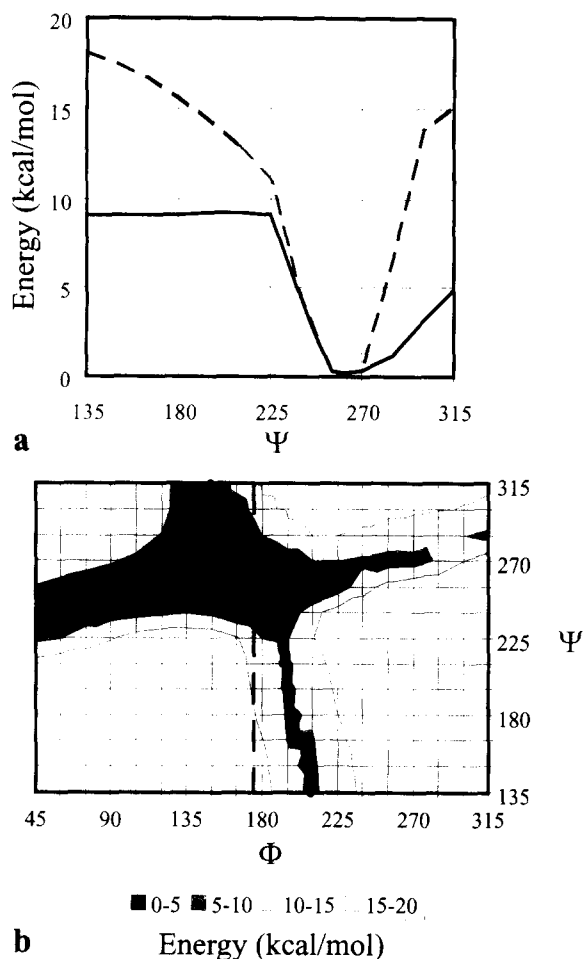 20
15
10
5
0
Energy (kcal/mol)
135 180 225 270 315
Ψ
a
315
270
225
180
135
Ψ
45 90 135 180 225 270 315
Φ
0-5 5-10 10-15 15-20
b Energy (kcal/mol)